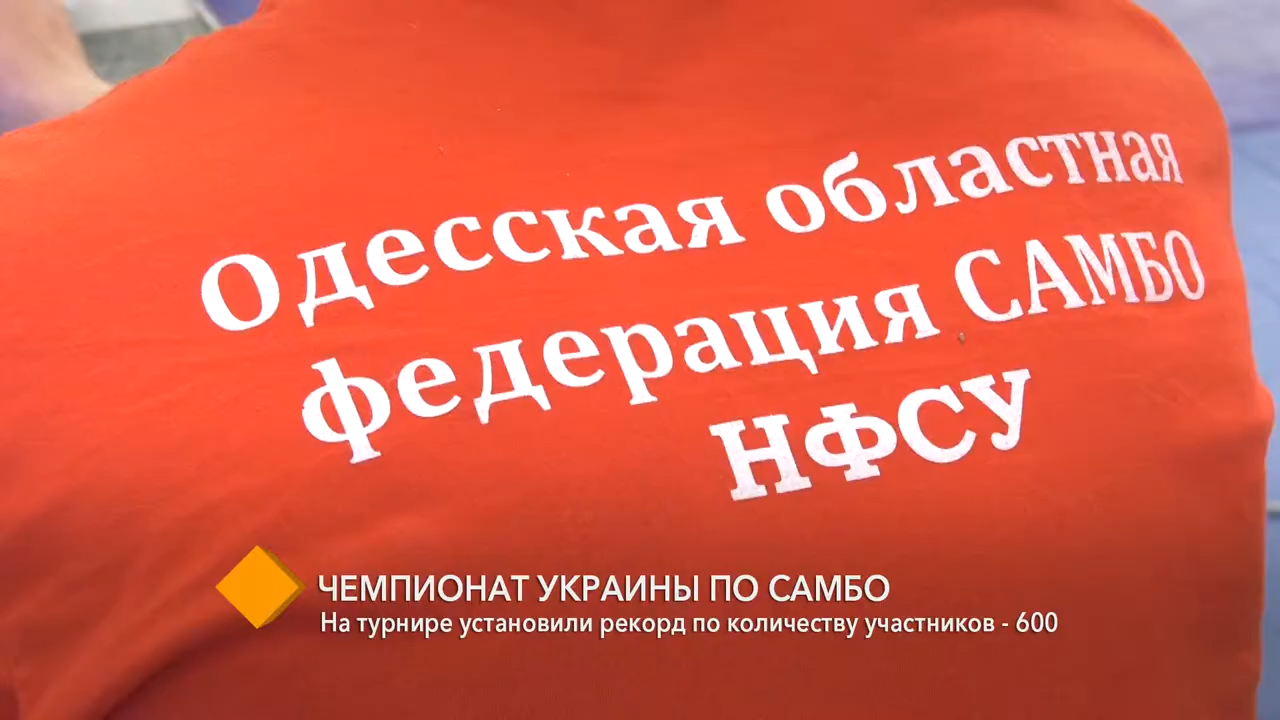 Одесская областная
федерация САМБО
НФСУ
ЧЕМПИОНАТ УКРАИНЫ ПО САМБО
На турнире установили рекорд по количеству участников - 600